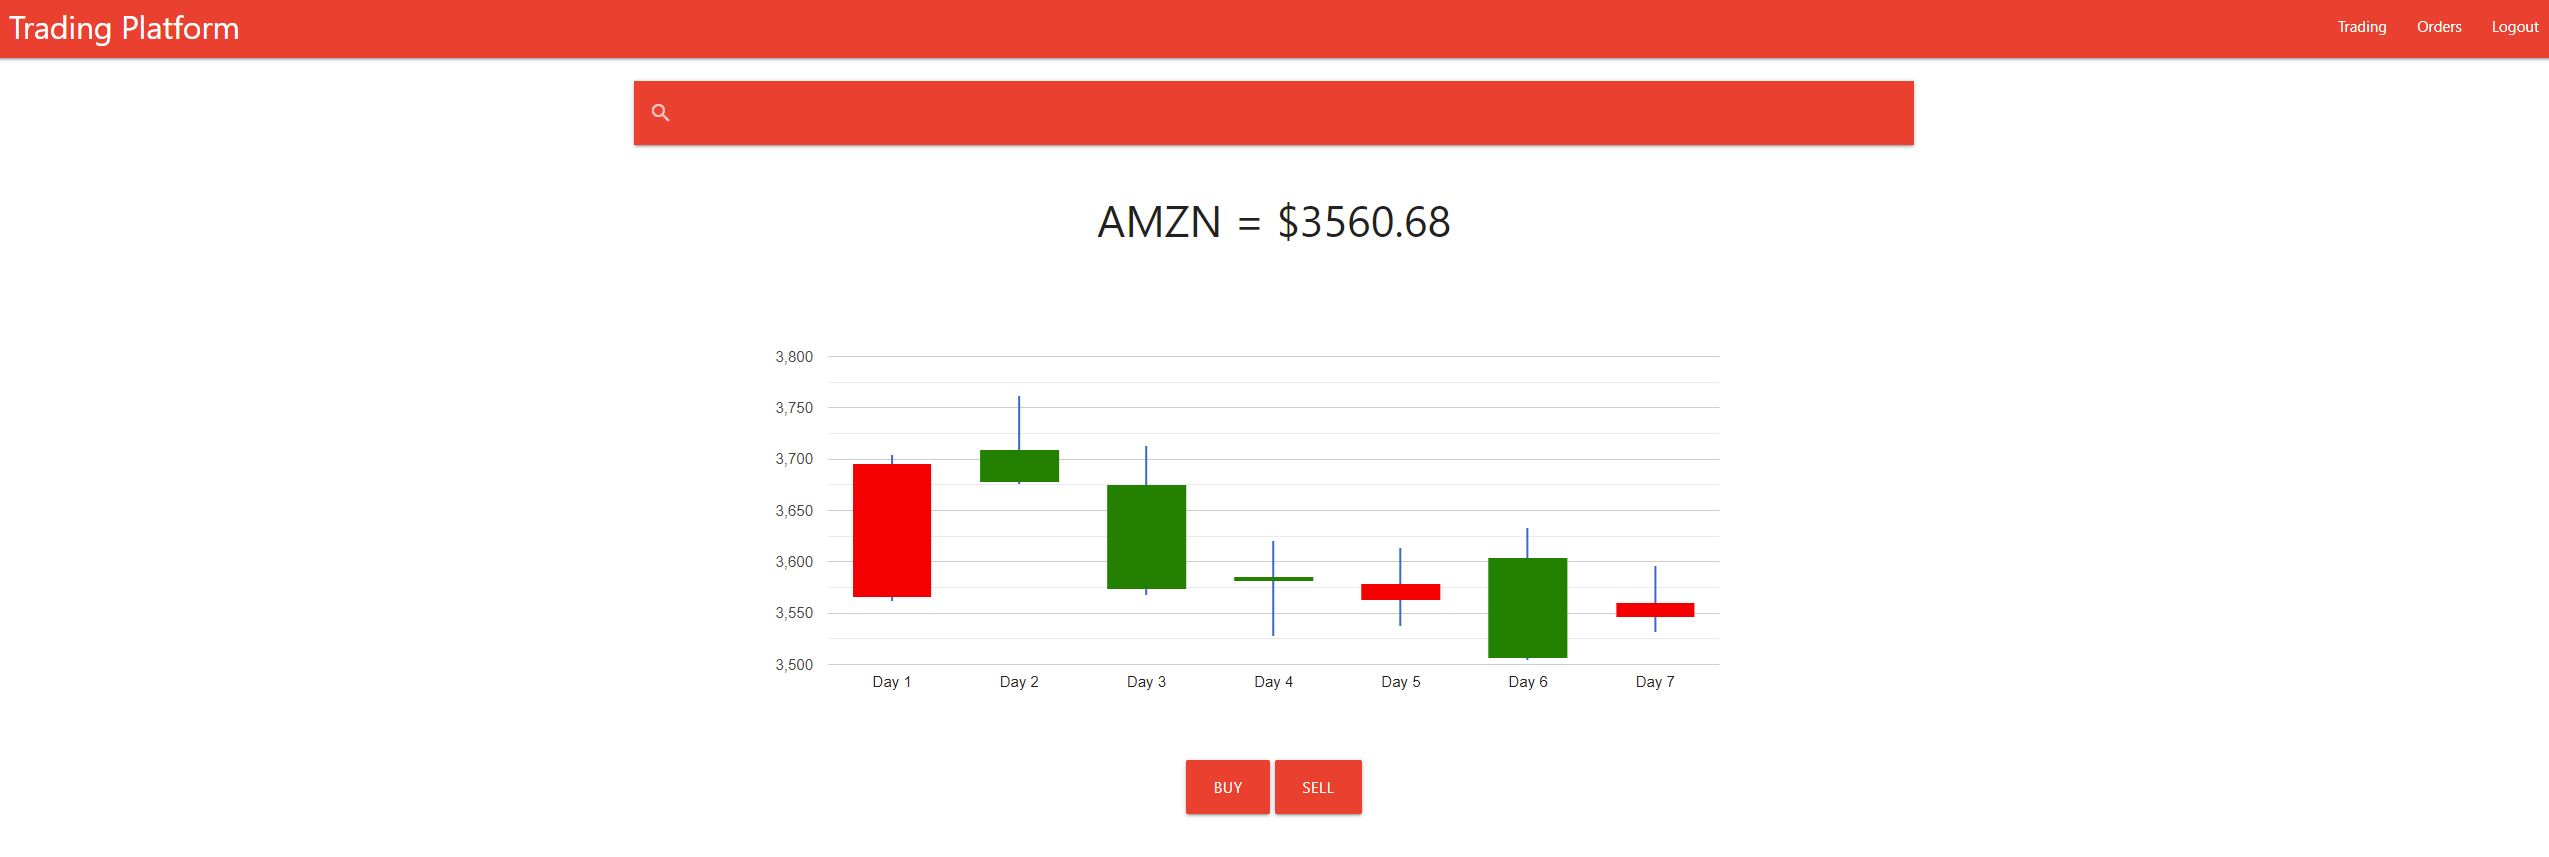 Trading Platform
Trading Orders Logout
AMZN = $3560.68
3,800
3,750
3,700
3,650
3,600
3,550
3,500
Day 1 Day 2 Day 3 Day 4 Day 5 Day 6 Day 7
BUY SELL